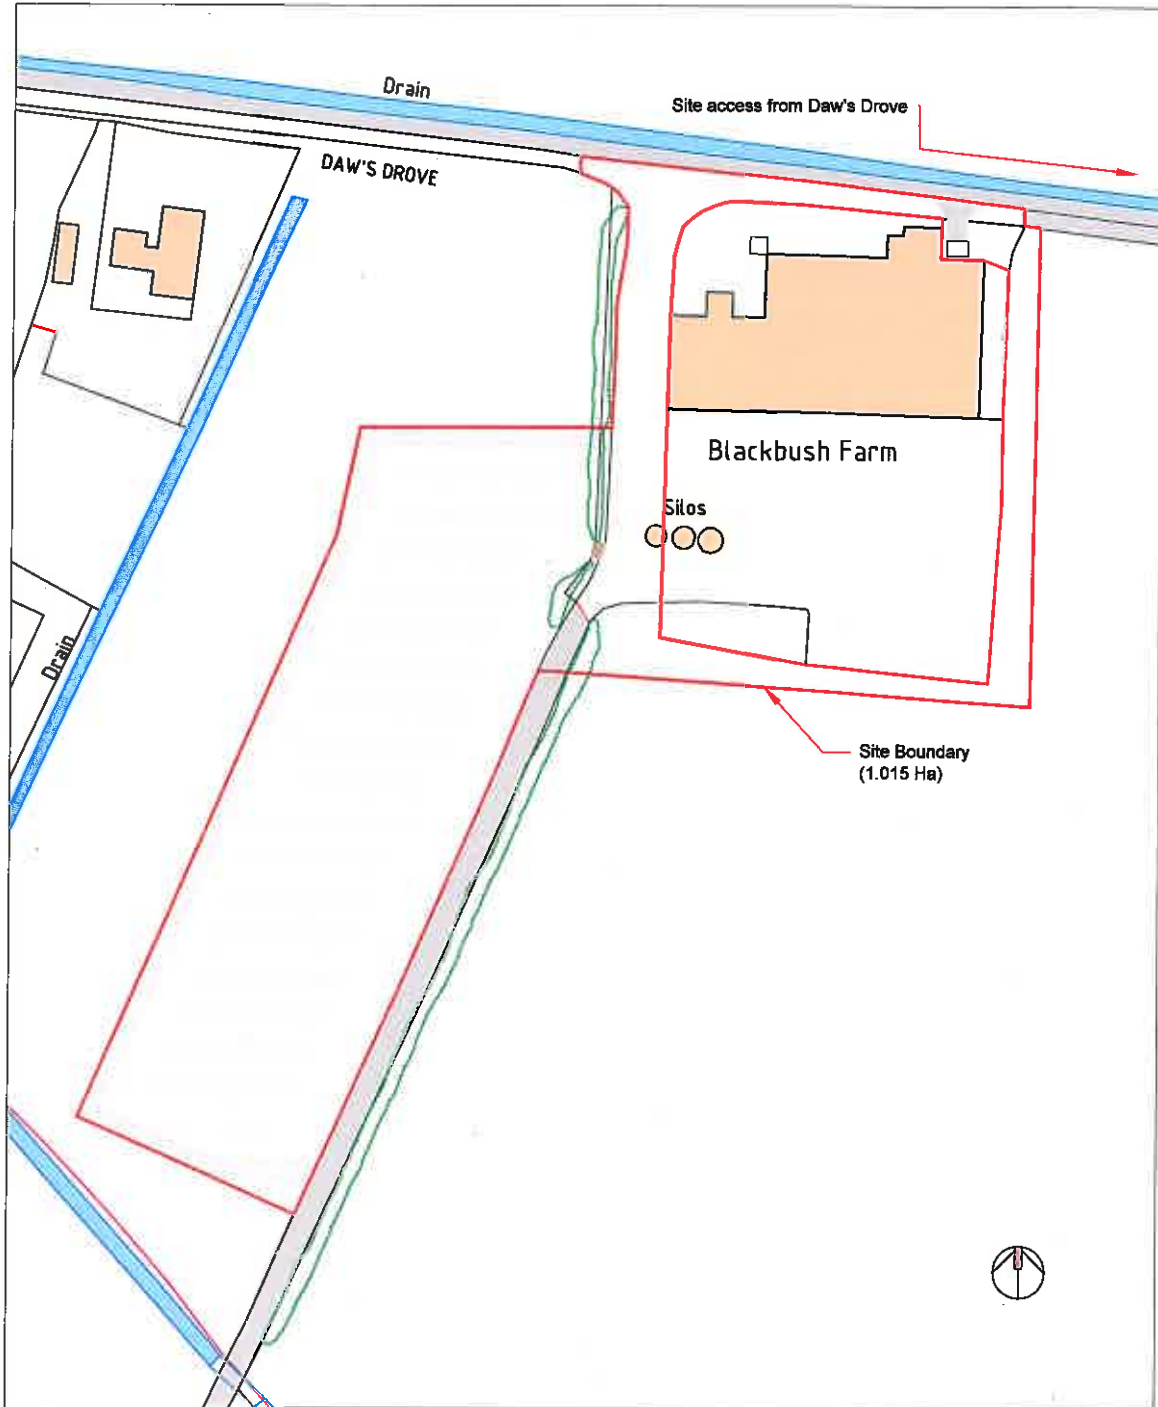 Drain
Site access from Daw's Drove
DAW'S DROVE
Blackbush Farm
Silos
Drain
Site Boundary
(1.015 Ha)